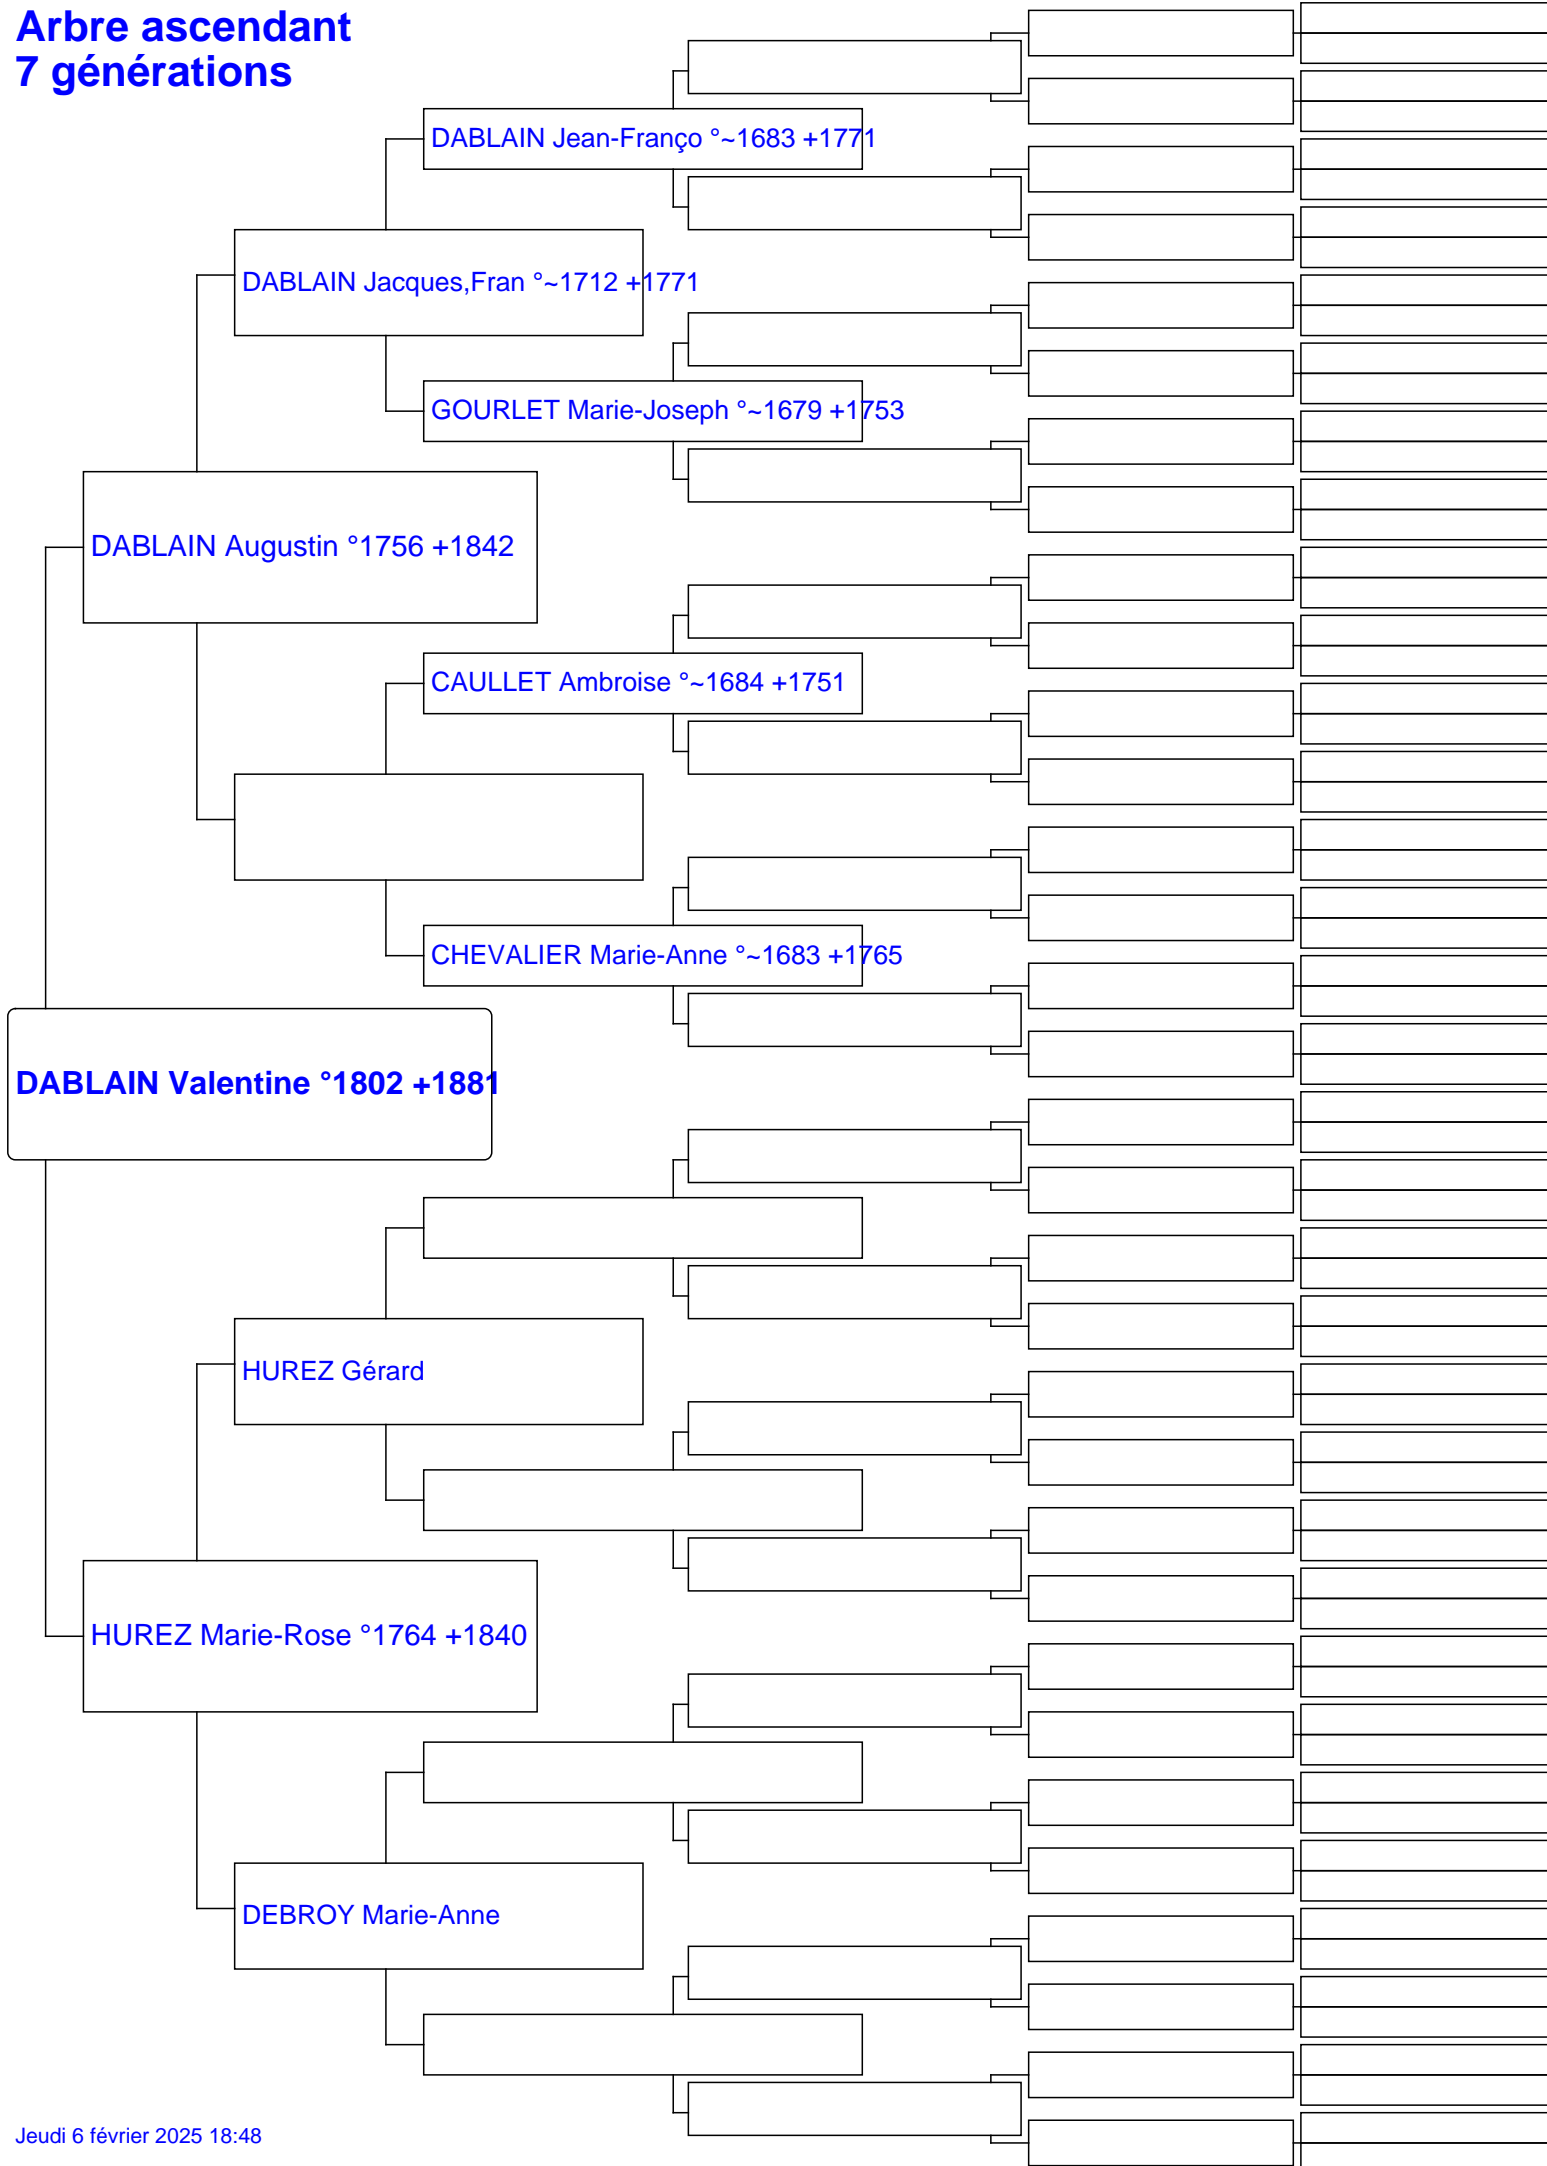 Arbre ascendant
7 générations
DABLAIN Jean-Franço °~1683 +1771
DABLAIN Jacques,Fran °~1712 +1771
GOURLET Marie-Joseph °~1679 +1753
DABLAIN Augustin °1756 +1842
CAULLET Ambroise °~1684 +1751
CHEVALIER Marie-Anne °~1683 +1765
DABLAIN Valentine °1802 +1881
HUREZ Gérard
HUREZ Marie-Rose °1764 +1840
DEBROY Marie-Anne
Jeudi 6 février 2025 18:48